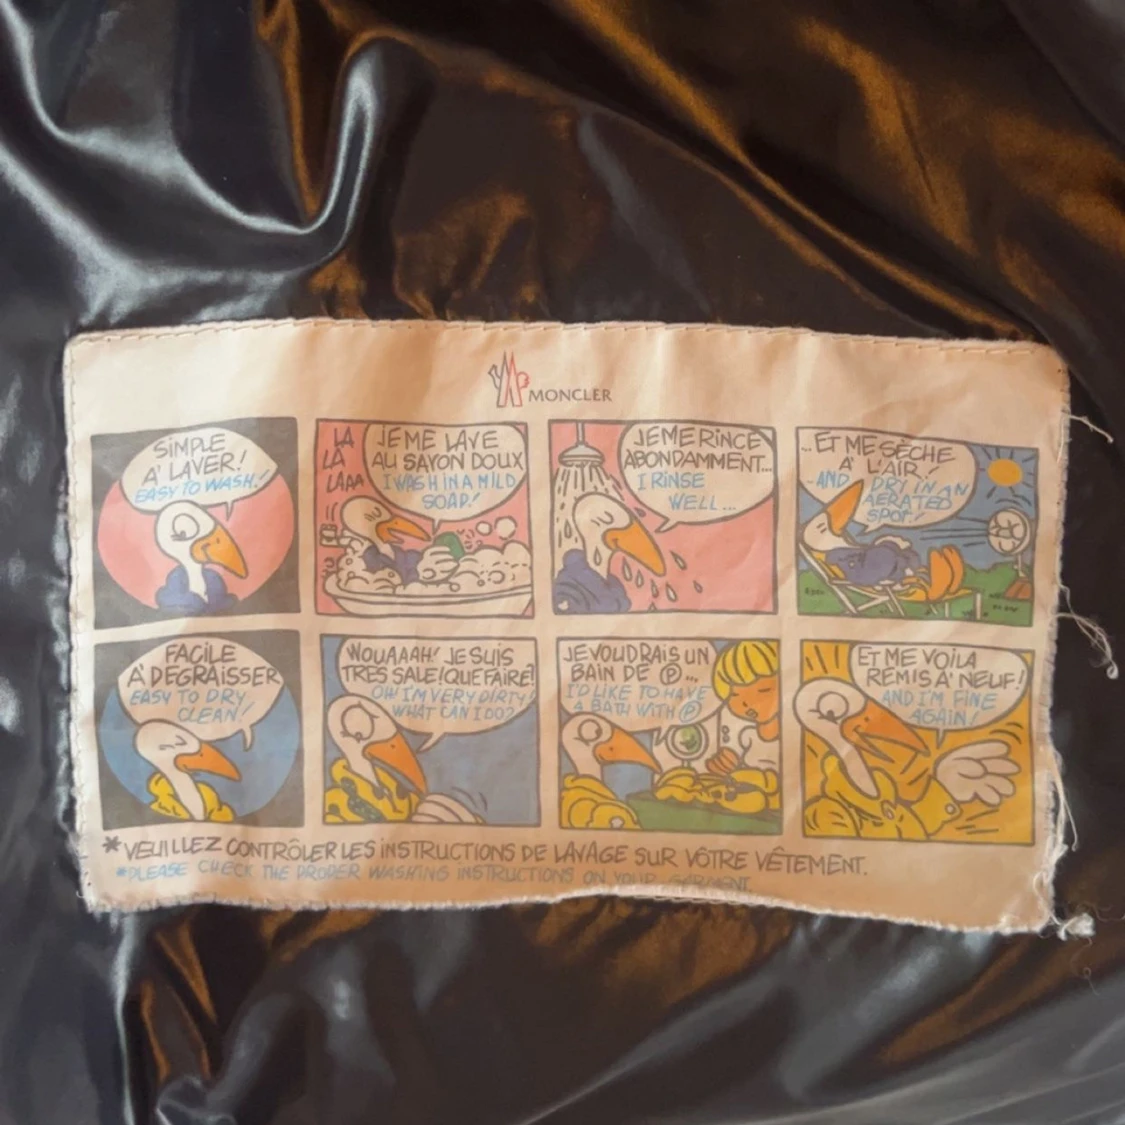 MONCLER
SIMPLE
A' LAVER!
EASY TO WASH!
LA
LÀ
LAAA
JE ME LAVE
AU SAVON DOUX
I WASH IN A MILD
SOAP!
JE ME RINCE
ABONDAMMENT...
I RINSE
WELL...
...ET ME SÈCHE
A' L'AIR!
..AND DRY IN AN
AERATED
SPOT!
FACILE
A' DEGRAISSER
EASY TO DRY
CLEAN!
WOUAAAH! JE SUIS
TRES SALE! QUE FAIRE?
OH! I'M VERY DIRTY!
WHAT CAN I DO?
JE VOUDRAIS UN
BAIN DE Ⓟ...
I'D LIKE TO HAVE
A BATH WITH Ⓟ
ET ME VOILA
REMIS A' NEUF!
AND I'M FINE
AGAIN!
*VEUILLEZ CONTRÔLER LES INSTRUCTIONS DE LAVAGE SUR VÔTRE VÊTEMENT.
*PLEASE CHECK THE PROPER WASHING INSTRUCTIONS ON YOUR GARMENT